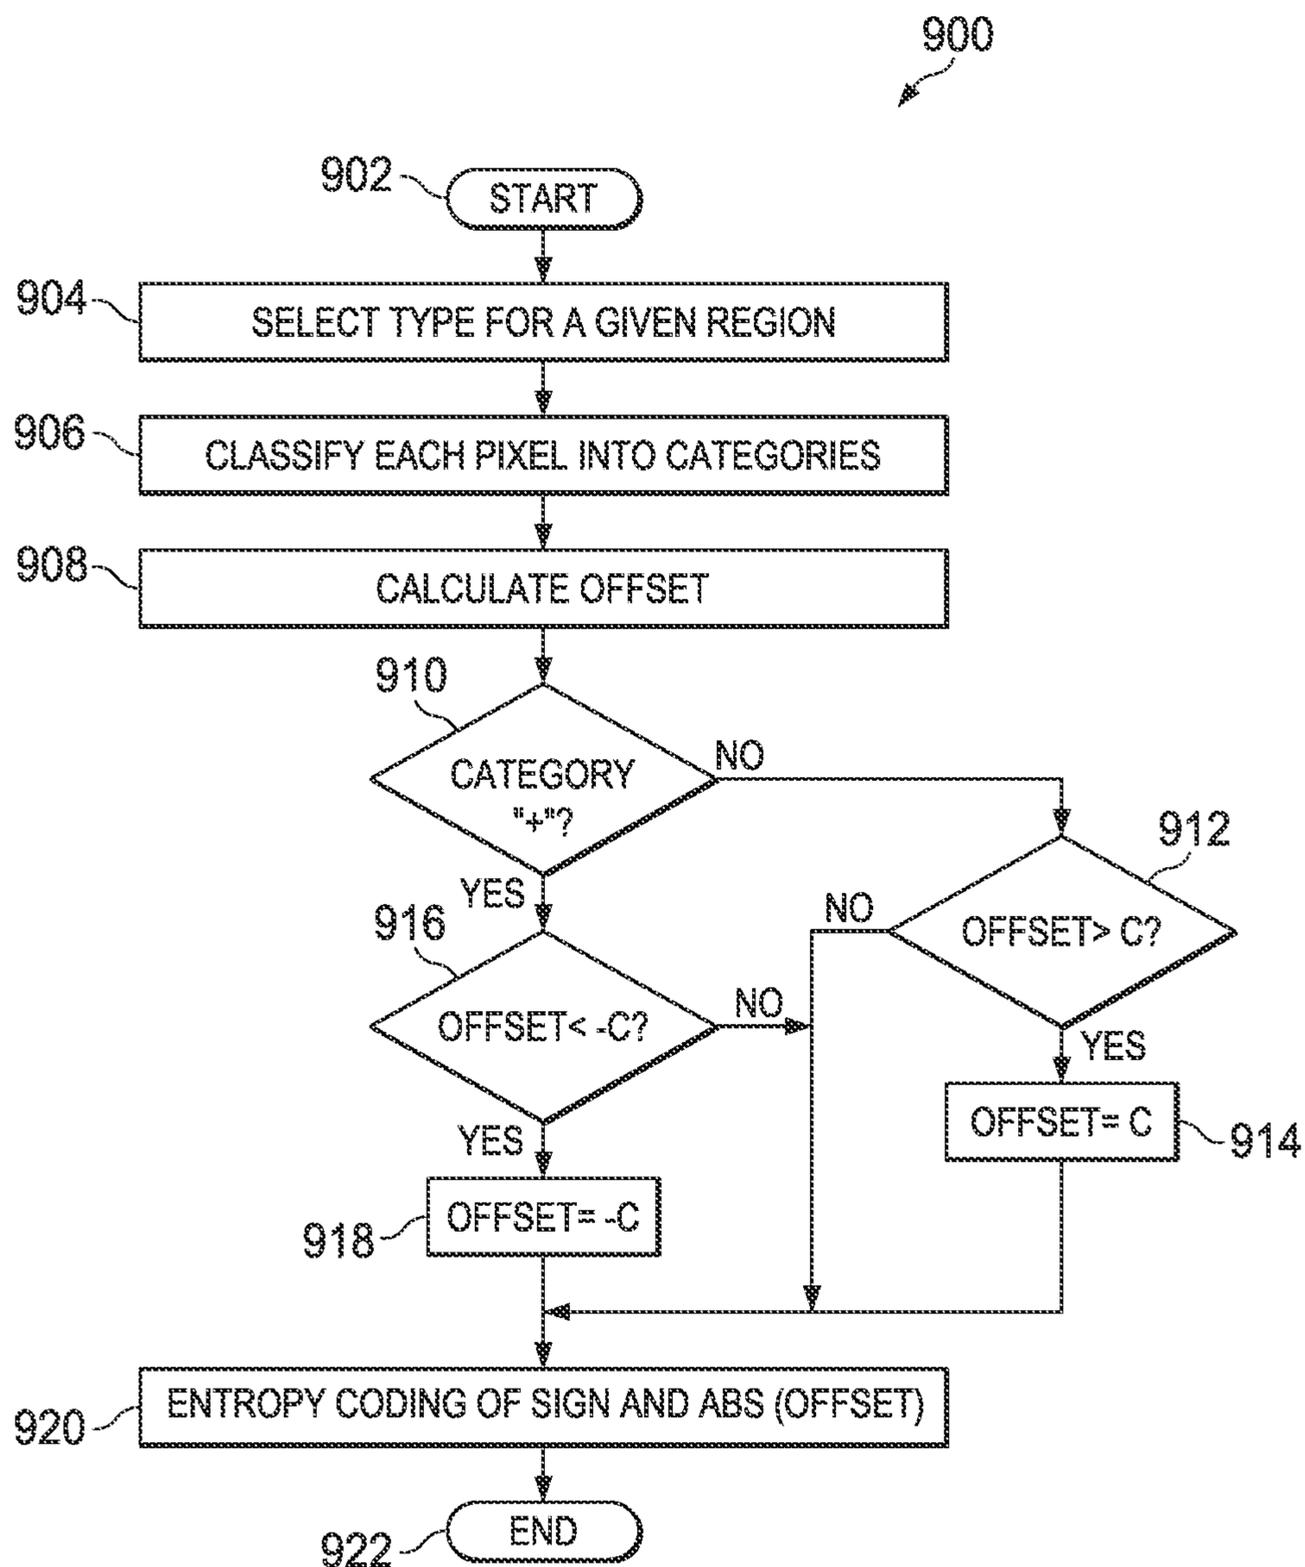 900
902
START
904
SELECT TYPE FOR A GIVEN REGION
906
CLASSIFY EACH PIXEL INTO CATEGORIES
908
CALCULATE OFFSET
910
CATEGORY
"+"?
NO
YES
912
OFFSET> C?
NO
YES
916
OFFSET< -C?
NO
YES
OFFSET= C
914
OFFSET= -C
918
ENTROPY CODING OF SIGN AND ABS (OFFSET)
920
END
922